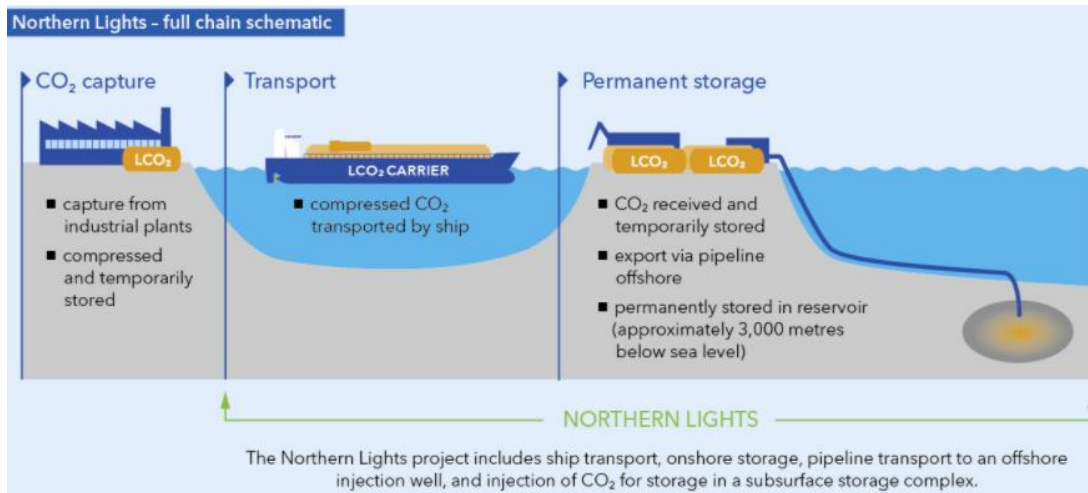 Northern Lights – full chain schematic
CO₂ capture
Transport
Permanent storage
LCO₂
LCO₂ CARRIER
LCO₂
LCO₂
■ capture from
industrial plants
■ compressed
and temporarily
stored
■ compressed CO₂
transported by ship
■ CO₂ received and
temporarily stored
■ export via pipeline
offshore
■ permanently stored in reservoir
(approximately 3,000 metres
below sea level)
NORTHERN LIGHTS
The Northern Lights project includes ship transport, onshore storage, pipeline transport to an offshore
injection well, and injection of CO₂ for storage in a subsurface storage complex.